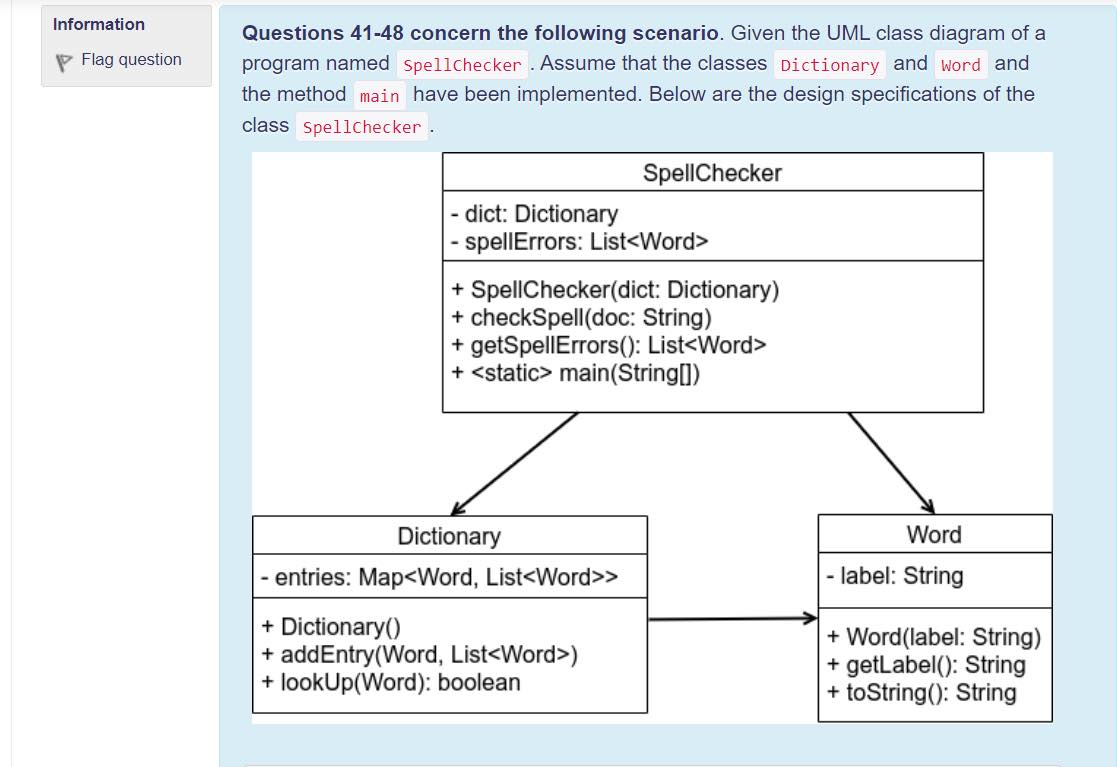 Information
Flag question
Questions 41-48 concern the following scenario. Given the UML class diagram of a
program named SpellChecker . Assume that the classes Dictionary and Word and
the method main have been implemented. Below are the design specifications of the
class SpellChecker .
SpellChecker
- dict: Dictionary
- spellErrors: List<Word>
+ SpellChecker(dict: Dictionary)
+ checkSpell(doc: String)
+ getSpellErrors(): List<Word>
+ <static> main(String[])
Dictionary
- entries: Map<Word, List<Word>>
+ Dictionary()
+ addEntry(Word, List<Word>)
+ lookUp(Word): boolean
Word
- label: String
+ Word(label: String)
+ getLabel(): String
+ toString(): String